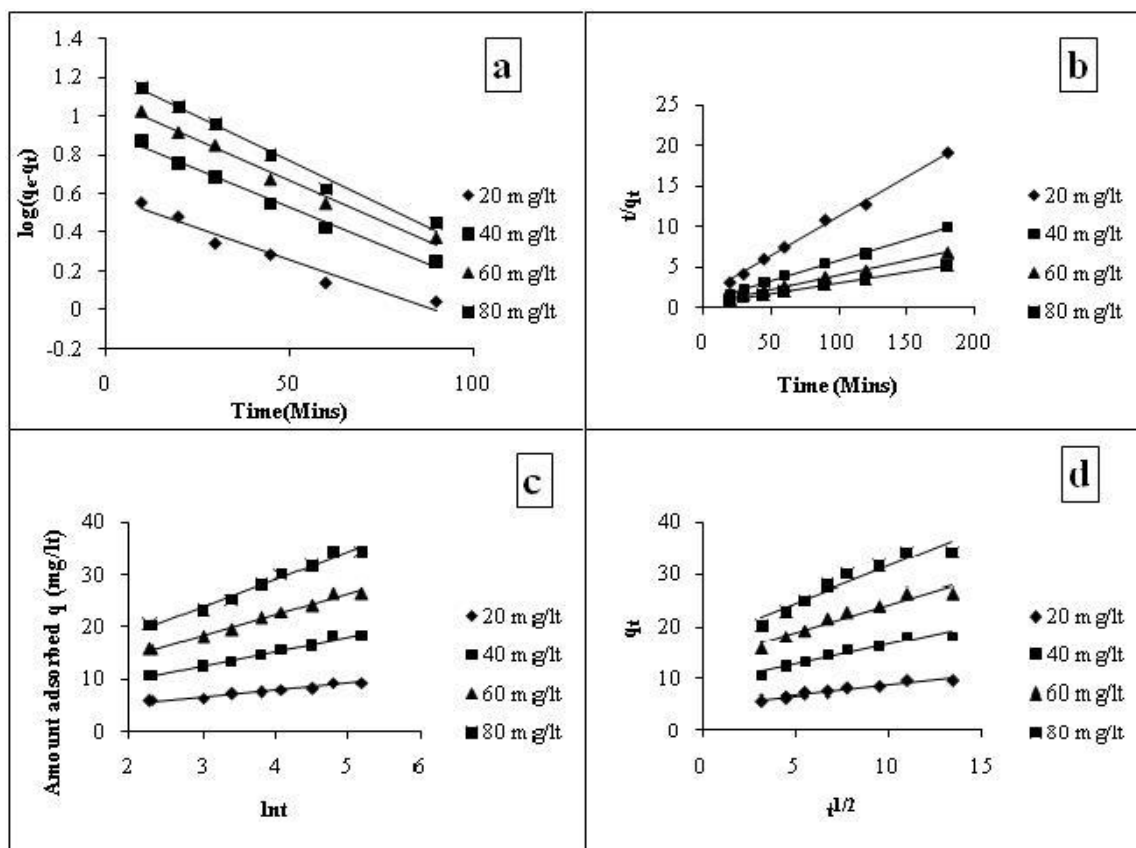 a
1.4
1.2
1
0.8
0.6
0.4
0.2
0
-0.2
log(qe-qt)
0 50 100
Time(Mins)
20 mg/lt
40 mg/lt
60 mg/lt
80 mg/lt
b
25
20
15
10
5
0
t/qt
0 50 100 150 200
Time (Mins)
20 mg/lt
40 mg/lt
60 mg/lt
80 mg/lt
c
40
30
20
10
0
Amount adsorbed q (mg/lt)
2 3 4 5 6
lnt
20 mg/lt
40 mg/lt
60 mg/lt
80 mg/lt
d
40
30
20
10
0
qt
0 5 10 15
t1/2
20 mg/lt
40 mg/lt
60 mg/lt
80 mg/lt